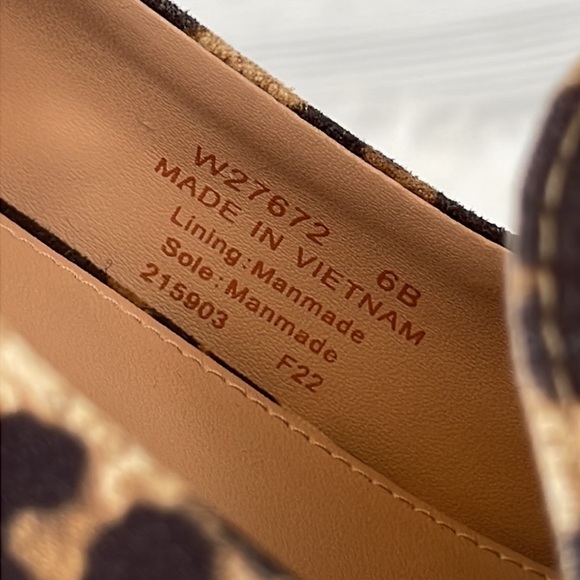 W27672 6B
MADE IN VIETNAM
Lining:Manmade
Sole:Manmade
215903 F22